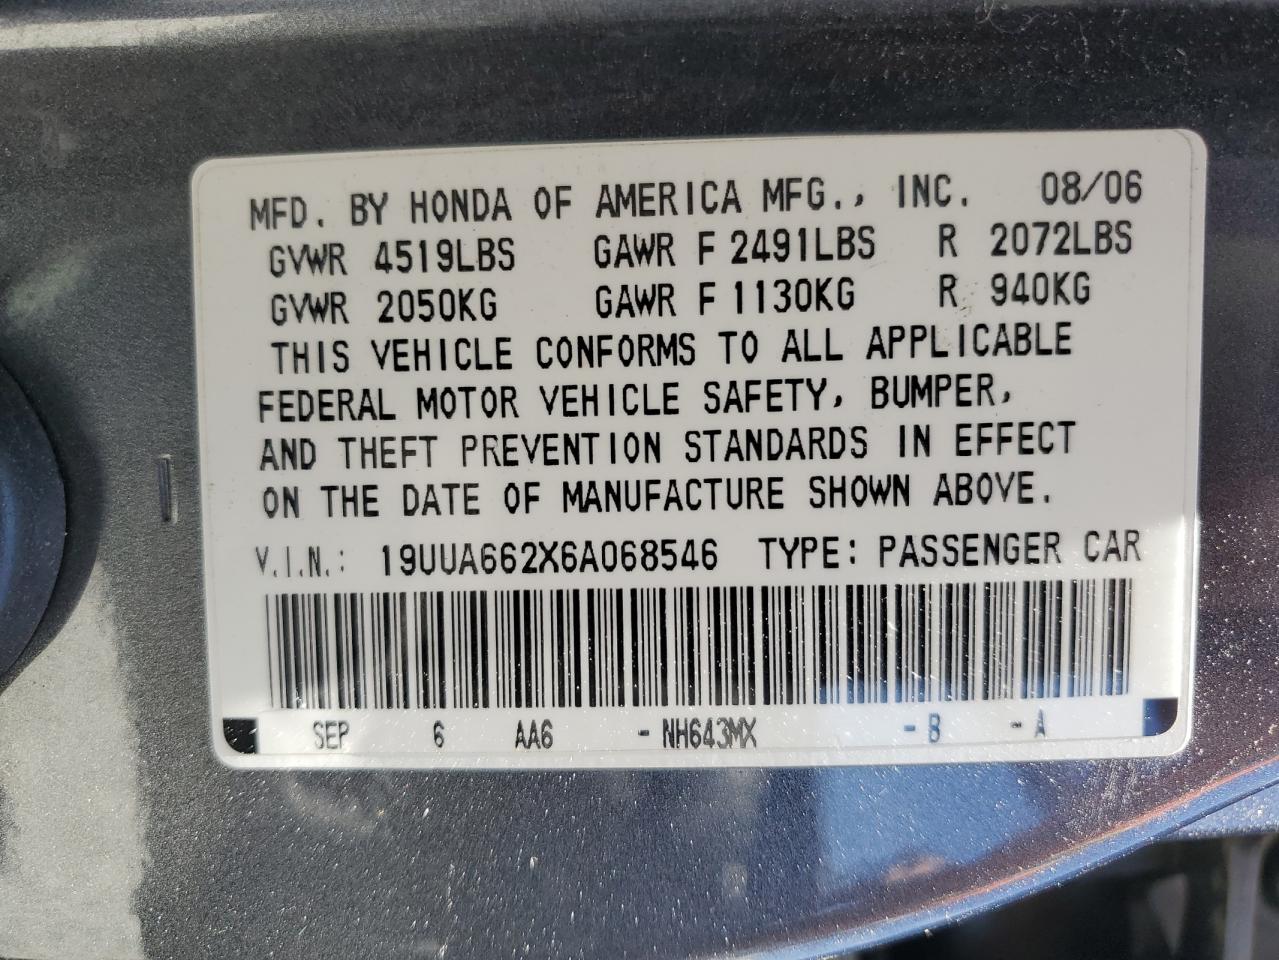 MFD. BY HONDA OF AMERICA MFG., INC. 08/06
GVWR 4519LBS GAWR F 2491LBS R 2072LBS
GVWR 2050KG GAWR F 1130KG R 940KG
THIS VEHICLE CONFORMS TO ALL APPLICABLE
FEDERAL MOTOR VEHICLE SAFETY, BUMPER,
AND THEFT PREVENTION STANDARDS IN EFFECT
ON THE DATE OF MANUFACTURE SHOWN ABOVE.
V.I.N.: 19UUA662X6A068546 TYPE: PASSENGER CAR
SEP 6 AA6 -NH643MX -B -A